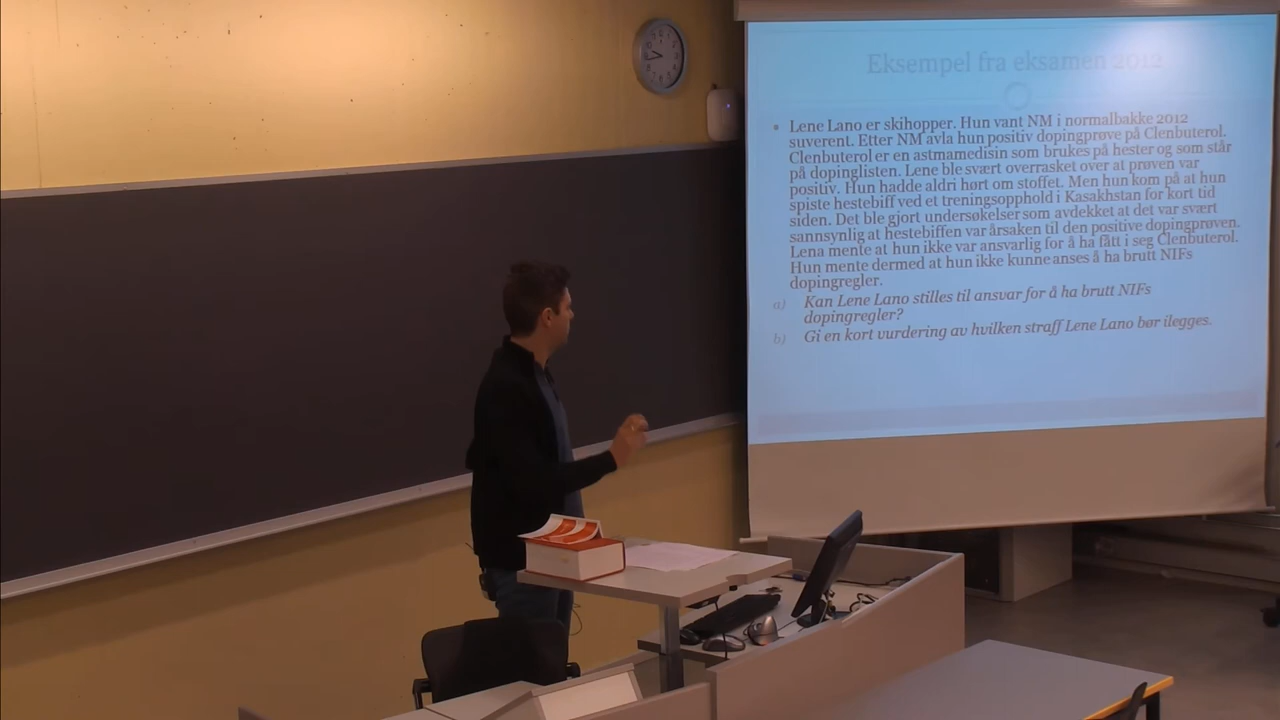 Eksempel fra eksamen 2012
• Lene Lano er skihopper. Hun vant NM i normalbakke 2012
suverent. Etter NM avla hun positiv dopingprøve på Clenbuterol.
Clenbuterol er en astmamedisin som brukes på hester og som står
på dopinglisten. Lene ble svært overrasket over at prøven var
positiv. Hun hadde aldri hørt om stoffet. Men hun kom på at hun
spiste hestebiff ved et treningsopphold i Kasakhstan for kort tid
siden. Det ble gjort undersøkelser som avdekket at det var svært
sannsynlig at hestebiffen var årsaken til den positive dopingprøven.
Lena mente at hun ikke var ansvarlig for å ha fått i seg Clenbuterol.
Hun mente dermed at hun ikke kunne anses å ha brutt NIFs
dopingregler.
a) Kan Lene Lano stilles til ansvar for å ha brutt NIFs
dopingregler?
b) Gi en kort vurdering av hvilken straff Lene Lano bør ilegges.